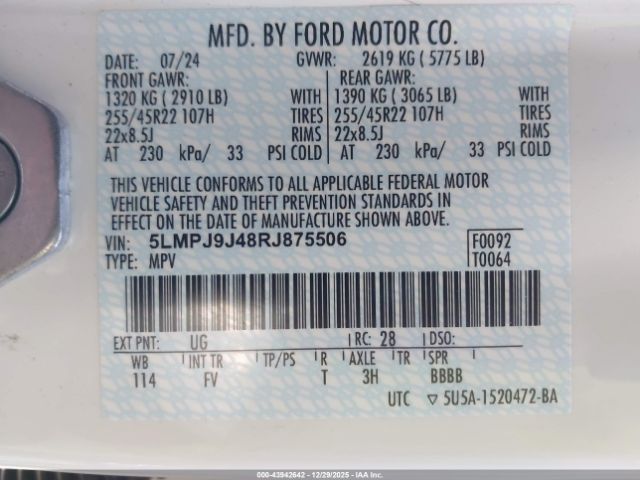 MFD. BY FORD MOTOR CO.
DATE: 07/24 GVWR: 2619 KG ( 5775 LB)
FRONT GAWR: REAR GAWR:
1320 KG ( 2910 LB) WITH 1390 KG ( 3065 LB) WITH
255/45R22 107H TIRES 255/45R22 107H TIRES
22x8.5J RIMS 22x8.5J RIMS
AT 230 kPa/ 33 PSI COLD AT 230 kPa/ 33 PSI COLD
THIS VEHICLE CONFORMS TO ALL APPLICABLE FEDERAL MOTOR
VEHICLE SAFETY AND THEFT PREVENTION STANDARDS IN
EFFECT ON THE DATE OF MANUFACTURE SHOWN ABOVE.
VIN: 5LMPJ9J48RJ875506 F0092
TYPE: MPV T0064
EXT PNT: UG RC: 28 DSO:
WB INT TR TP/PS R AXLE TR SPR
114 FV T 3H BBBB
UTC ▽ 5U5A-1520472-BA
000-43942642 - 12/29/2025 - IAA Inc.